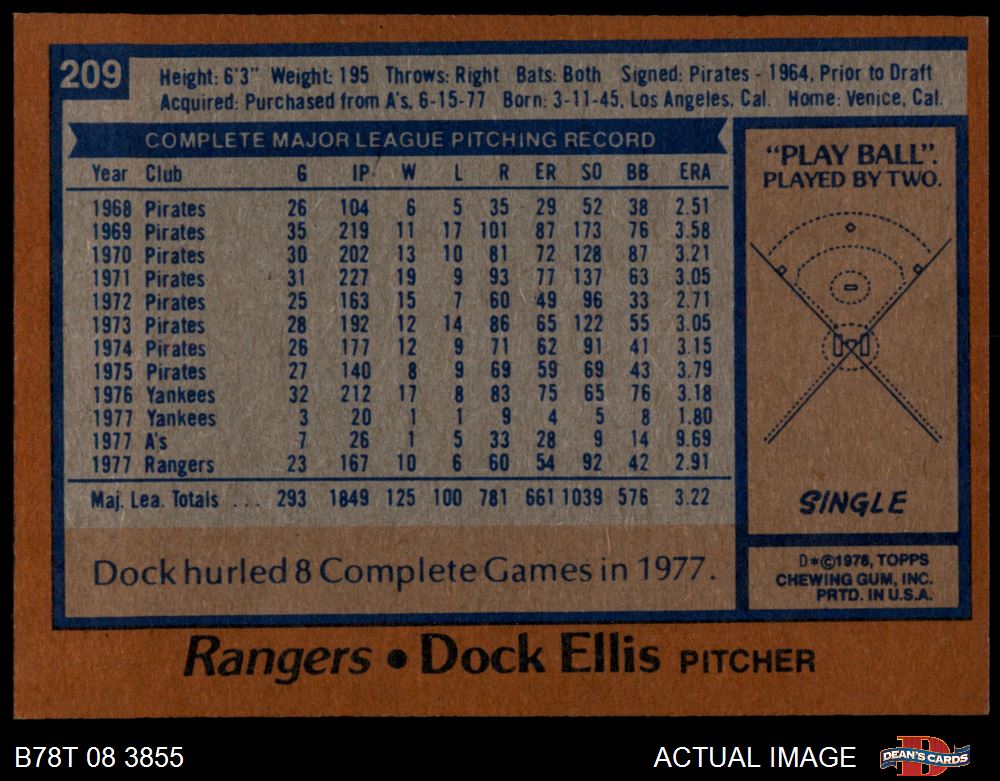 209
Height: 6'3" Weight: 195 Throws: Right Bats: Both Signed: Pirates - 1964, Prior to Draft
Acquired: Purchased from A's, 6-15-77 Born: 3-11-45, Los Angeles, Cal. Home: Venice, Cal.
COMPLETE MAJOR LEAGUE PITCHING RECORD
Year Club G IP W L R ER SO BB ERA
1968 Pirates 26 104 6 5 35 29 52 38 2.51
1969 Pirates 35 219 11 17 101 87 173 76 3.58
1970 Pirates 30 202 13 10 81 72 128 87 3.21
1971 Pirates 31 227 19 9 93 77 137 63 3.05
1972 Pirates 25 163 15 7 60 49 96 33 2.71
1973 Pirates 28 192 12 14 86 65 122 55 3.05
1974 Pirates 26 177 12 9 71 62 91 41 3.15
1975 Pirates 27 140 8 9 69 59 69 43 3.79
1976 Yankees 32 212 17 8 83 75 65 76 3.18
1977 Yankees 3 20 1 1 9 4 5 8 1.80
1977 A's 7 26 1 5 33 28 9 14 9.69
1977 Rangers 23 167 10 6 60 54 92 42 2.91
Maj. Lea. Totals ... 293 1849 125 100 781 661 1039 576 3.22
Dock hurled 8 Complete Games in 1977.
"PLAY BALL".
PLAYED BY TWO.
SINGLE
D*©1978, TOPPS
CHEWING GUM, INC.
PRTD. IN U.S.A.
Rangers • Dock Ellis PITCHER
B78T 08 3855
ACTUAL IMAGE
DEAN'S CARDS